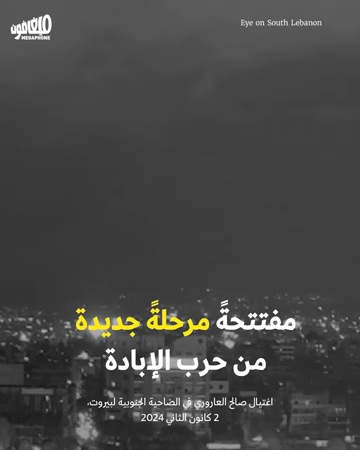 ميغافون
MEGAPHONE
Eye on South Lebanon
مفتتحةً مرحلةً جديدة
من حرب الإبادة
اغتيال صالح العاروري في الضاحية الجنوبية لبيروت،
2 كانون الثاني 2024